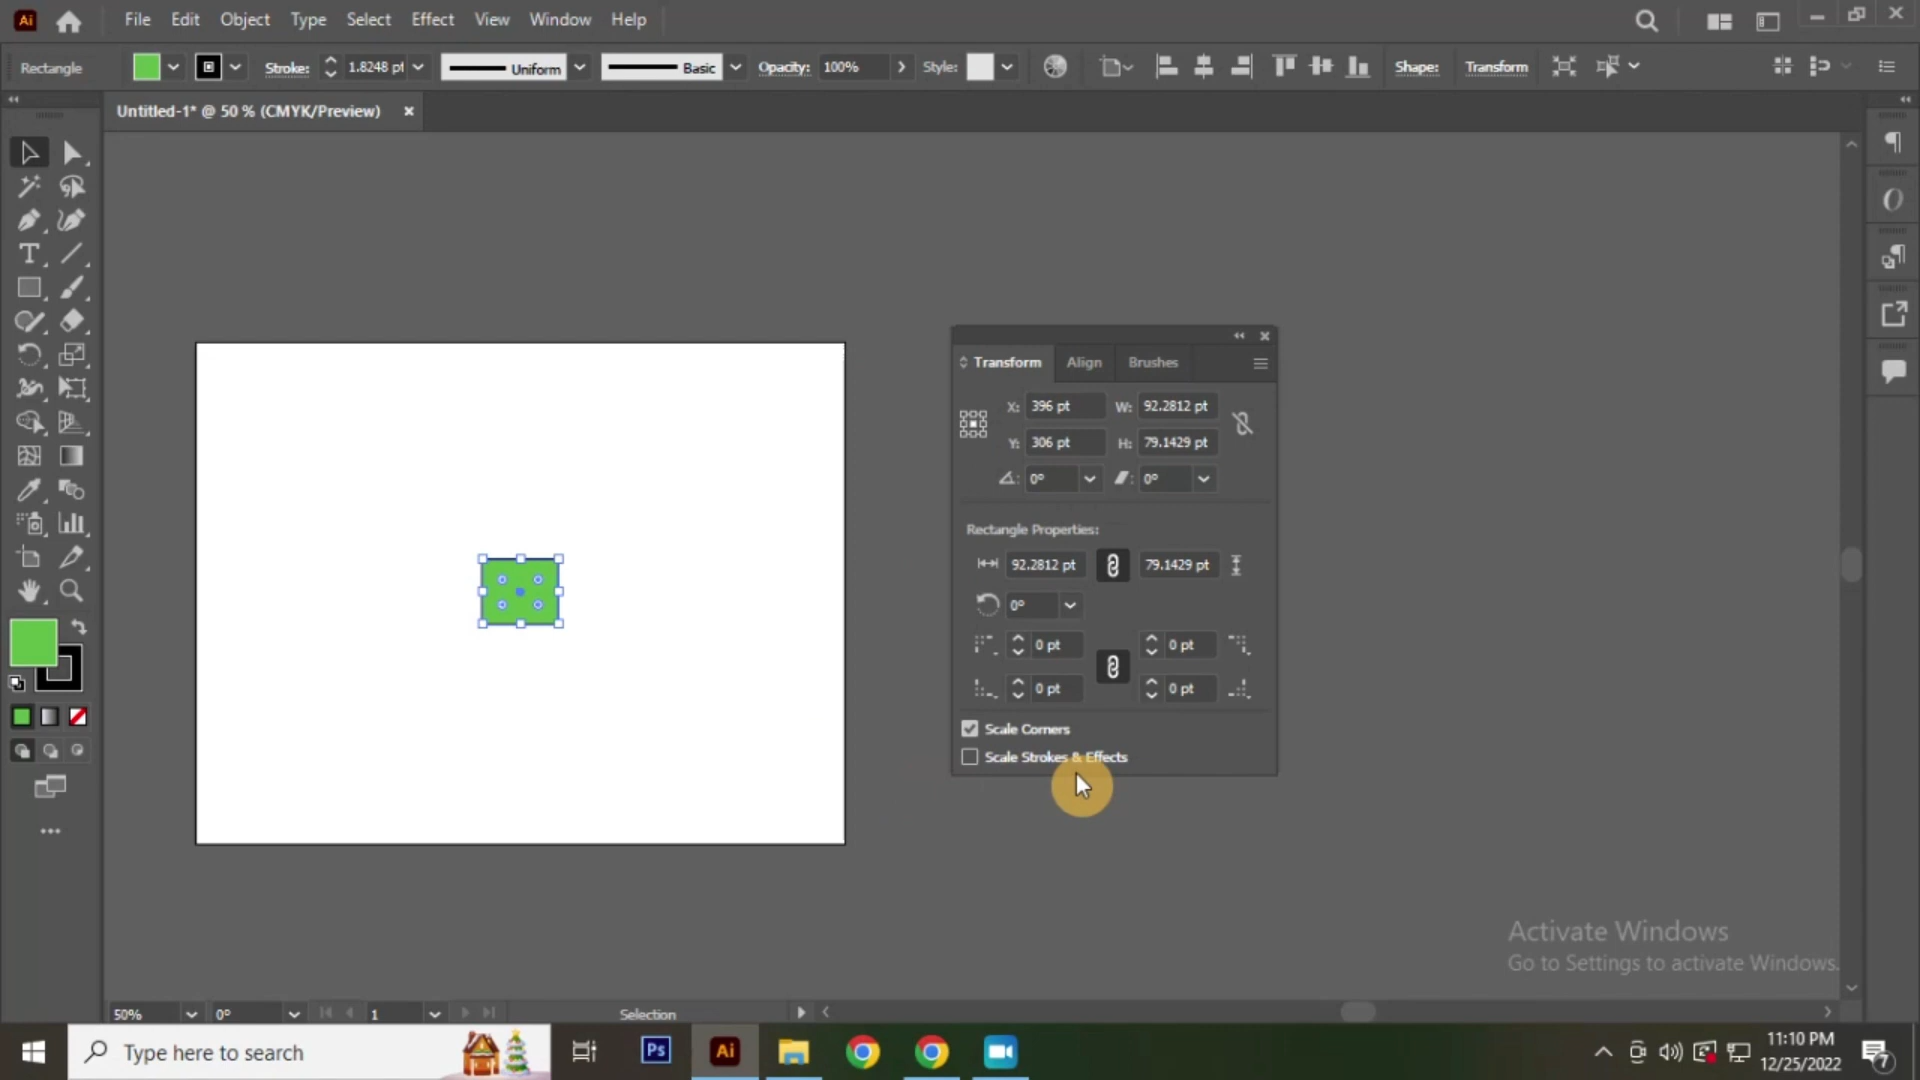 Ai File Edit Object Type Select Effect View Window Help
Rectangle Stroke: 1.8248 pt Uniform Basic Opacity: 100% Style: Shape: Transform
Untitled-1* @ 50 % (CMYK/Preview) ×
Transform Align Brushes
X: 396 pt W: 92.2812 pt
Y: 306 pt H: 79.1429 pt
0° 0°
Rectangle Properties:
92.2812 pt 79.1429 pt
0°
0 pt 0 pt
0 pt 0 pt
Scale Corners
Scale Strokes & Effects
Activate Windows
Go to Settings to activate Windows.
50% 0° 1 Selection
Type here to search Ps Ai 11:10 PM
12/25/2022 7